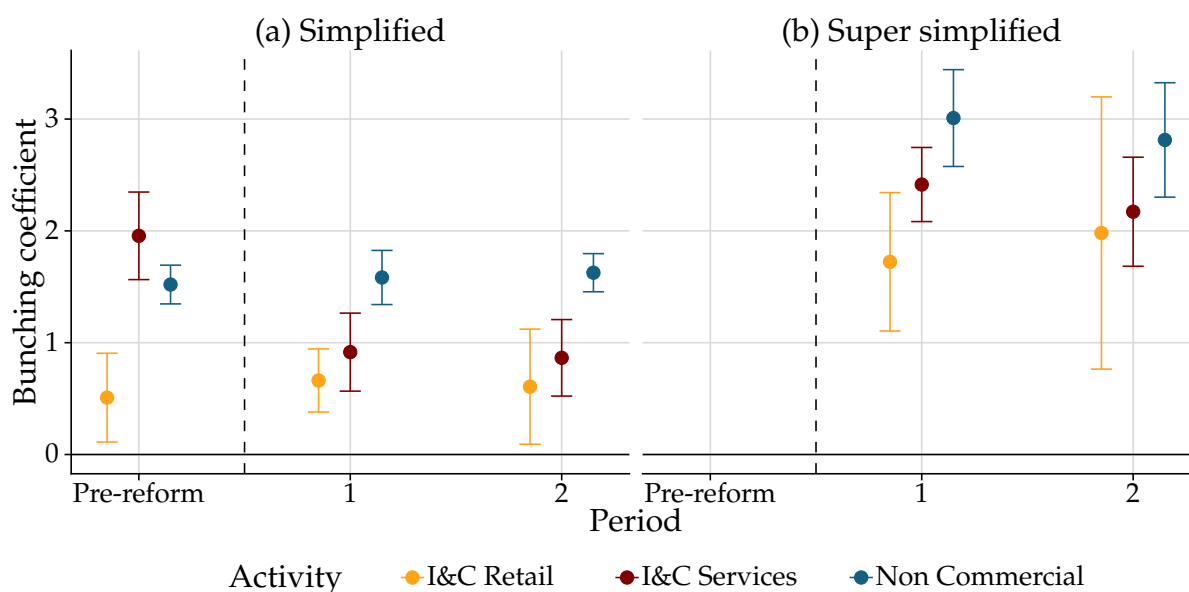 (a) Simplified
(b) Super simplified
Bunching coefficient
3
2
1
0
Pre-reform 1 2
Pre-reform 1 2
Period
Activity I&C Retail I&C Services Non Commercial